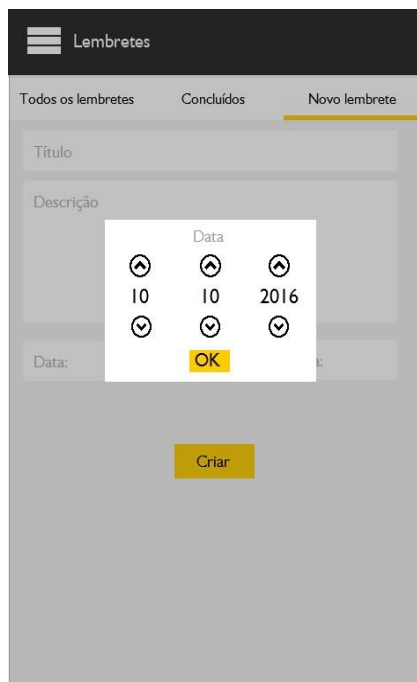 Lembretes
Todos os lembretes Concluídos Novo lembrete
Título
Descrição
Data
10 10 2016
OK
Data: a:
Criar